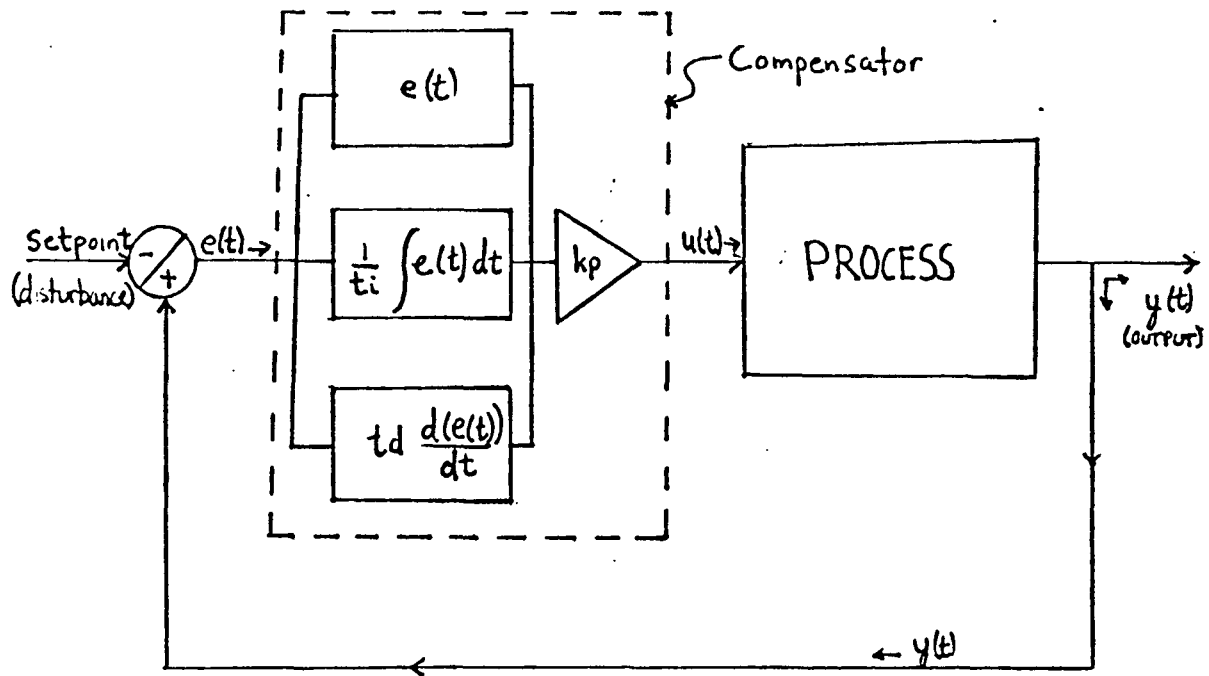 Compensator
e(t)
setpoint
(disturbance)
-
+
e(t) →
1/ti ∫e(t) dt
kp
u(t) →
PROCESS
y(t)
(OUTPUT)
td d(e(t))/dt
← y(t)